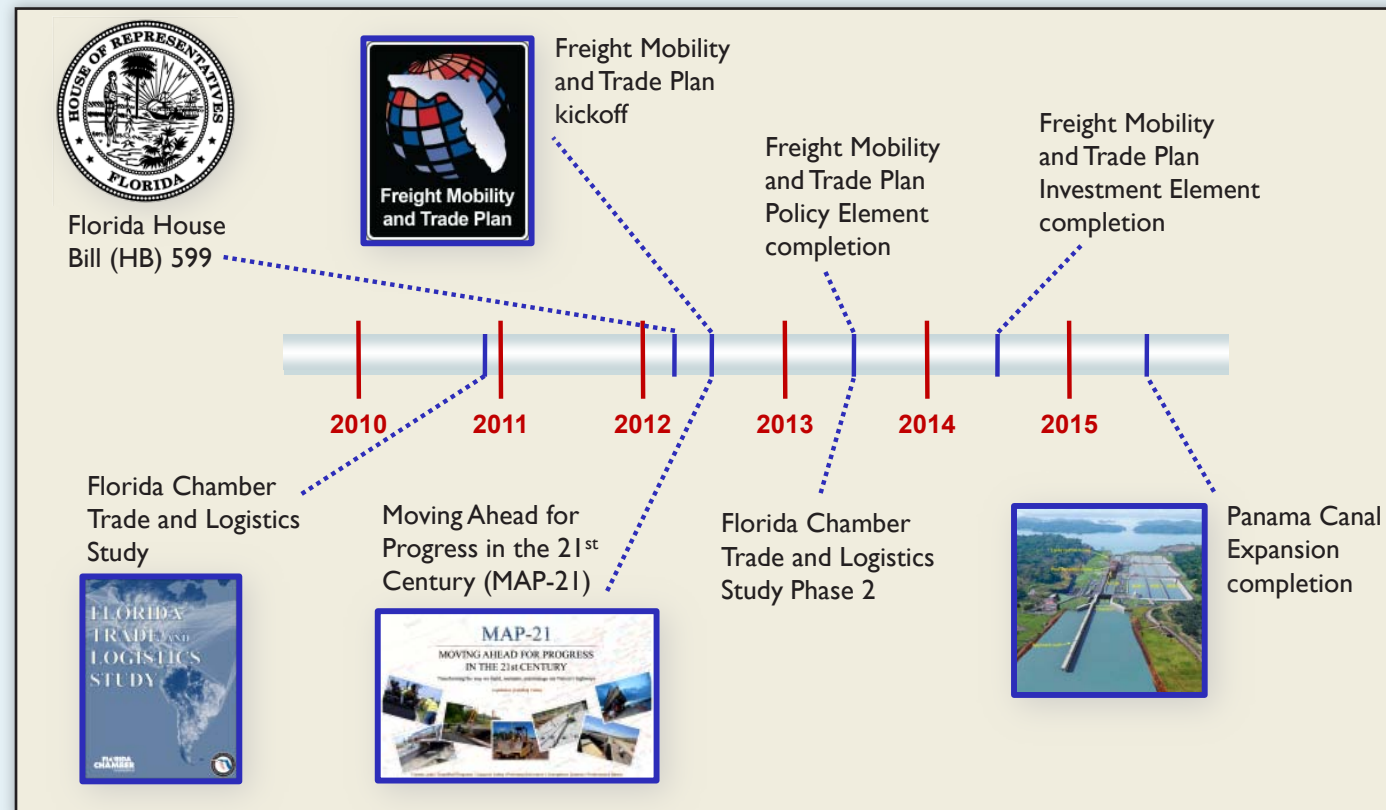 HOUSE OF REPRESENTATIVES
FLORIDA
Florida House
Bill (HB) 599
Freight Mobility
and Trade Plan
Freight Mobility
and Trade Plan
kickoff
Freight Mobility
and Trade Plan
Policy Element
completion
Freight Mobility
and Trade Plan
Investment Element
completion
2010
2011
2012
2013
2014
2015
Florida Chamber
Trade and Logistics
Study
FLORIDA
TRADE AND
LOGISTICS
STUDY
FLORIDA
CHAMBER
Moving Ahead for
Progress in the 21st
Century (MAP-21)
MAP-21
MOVING AHEAD FOR PROGRESS
IN THE 21st CENTURY
Florida Chamber
Trade and Logistics
Study Phase 2
Panama Canal
Expansion
completion